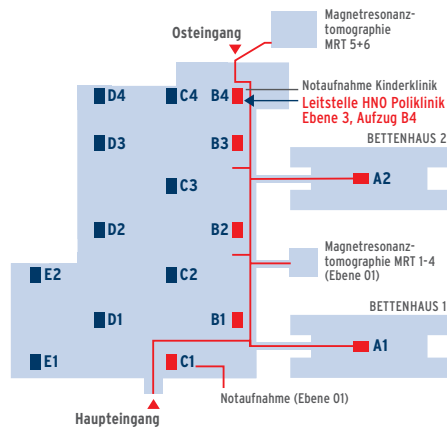 Magnetresonanz-
tomographie
MRT 5+6
Osteingang
Notaufnahme Kinderklinik
D4
C4
B4
Leitstelle HNO Poliklinik
Ebene 3, Aufzug B4
D3
B3
BETTENHAUS 2
C3
A2
D2
B2
Magnetresonanz-
tomographie MRT 1-4
(Ebene 01)
E2
C2
BETTENHAUS 1
D1
B1
A1
E1
C1
Notaufnahme (Ebene 01)
Haupteingang